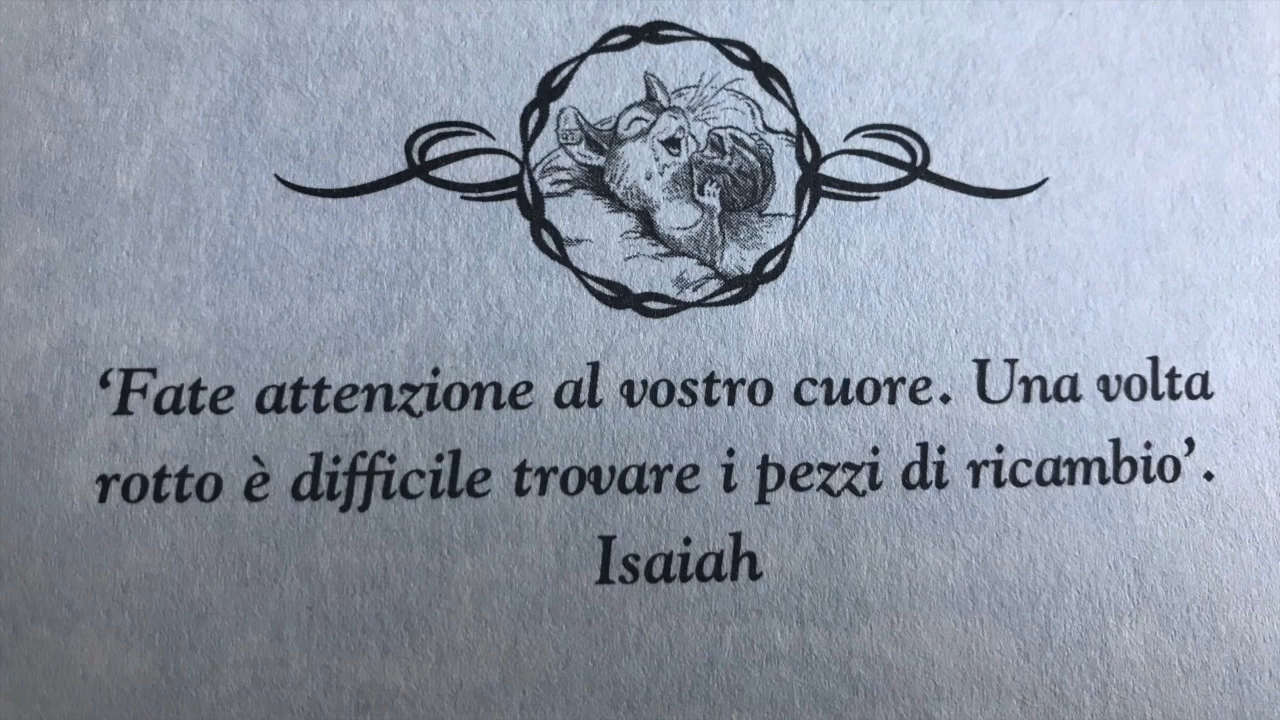 ‘Fate attenzione al vostro cuore. Una volta
rotto è difficile trovare i pezzi di ricambio’.
Isaiah